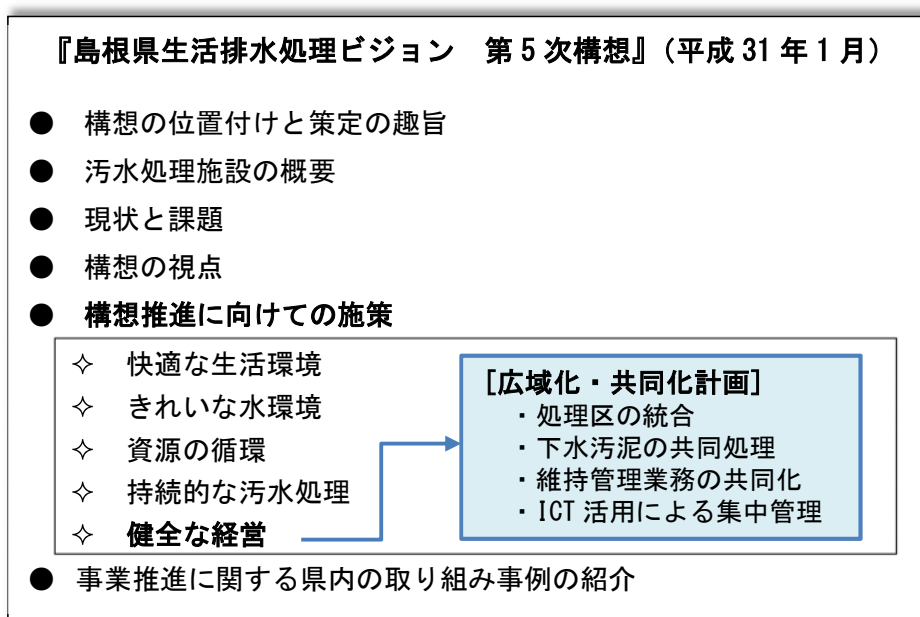 『島根県生活排水処理ビジョン　第5次構想』（平成31年1月）
●　構想の位置付けと策定の趣旨
●　汚水処理施設の概要
●　現状と課題
●　構想の視点
●　構想推進に向けての施策
✧　快適な生活環境
✧　きれいな水環境
✧　資源の循環
✧　持続的な汚水処理
✧　健全な経営
[広域化・共同化計画]
・処理区の統合
・下水汚泥の共同処理
・維持管理業務の共同化
・ICT活用による集中管理
●　事業推進に関する県内の取り組み事例の紹介